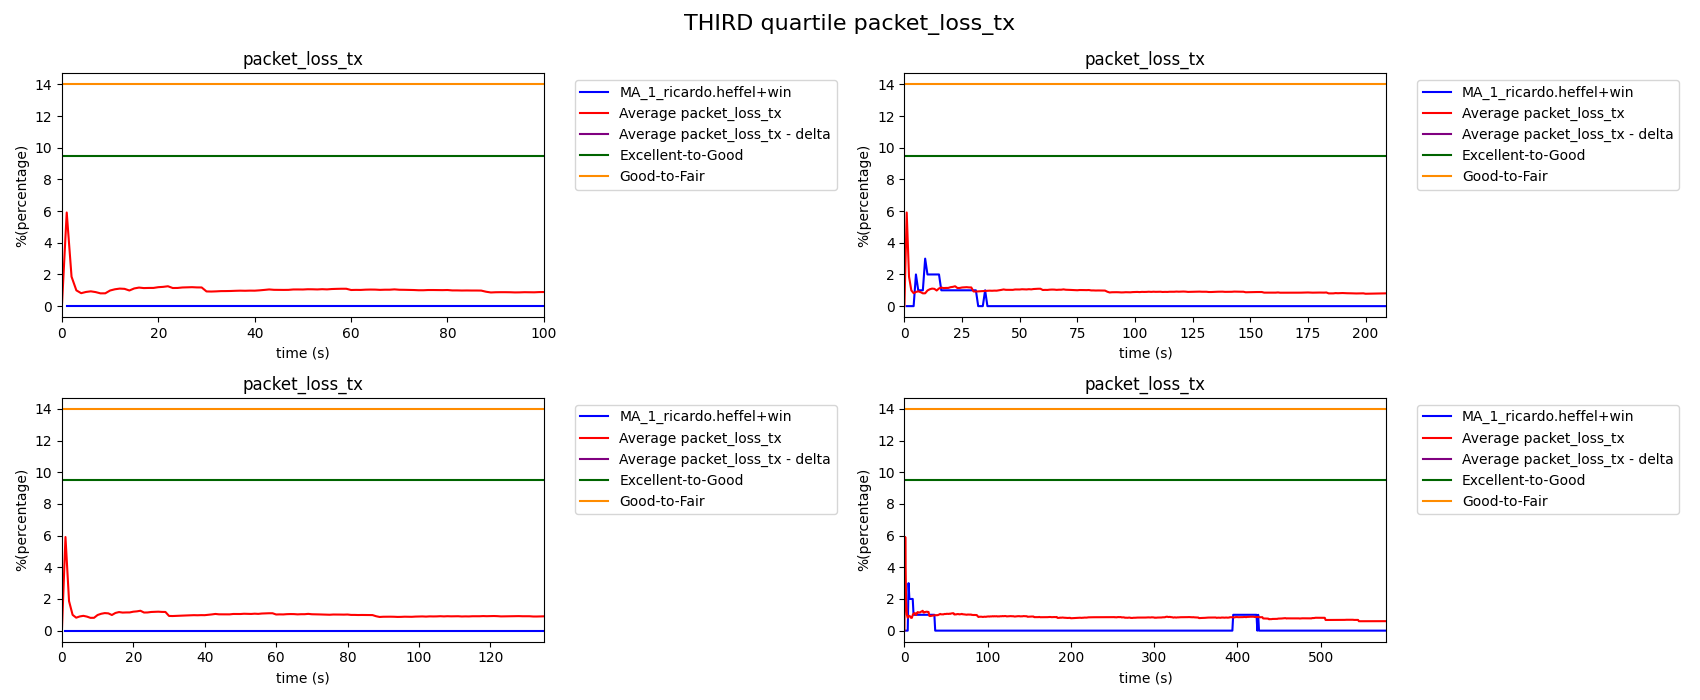 THIRD quartile packet_loss_tx
packet_loss_tx
14
12
10
8
6
4
2
0
%(percentage)
0 20 40 60 80 100
time (s)
MA_1_ricardo.heffel+win
Average packet_loss_tx
Average packet_loss_tx - delta
Excellent-to-Good
Good-to-Fair
packet_loss_tx
14
12
10
8
6
4
2
0
%(percentage)
0 25 50 75 100 125 150 175 200
time (s)
MA_1_ricardo.heffel+win
Average packet_loss_tx
Average packet_loss_tx - delta
Excellent-to-Good
Good-to-Fair
packet_loss_tx
14
12
10
8
6
4
2
0
%(percentage)
0 20 40 60 80 100 120
time (s)
MA_1_ricardo.heffel+win
Average packet_loss_tx
Average packet_loss_tx - delta
Excellent-to-Good
Good-to-Fair
packet_loss_tx
14
12
10
8
6
4
2
0
%(percentage)
0 100 200 300 400 500
time (s)
MA_1_ricardo.heffel+win
Average packet_loss_tx
Average packet_loss_tx - delta
Excellent-to-Good
Good-to-Fair